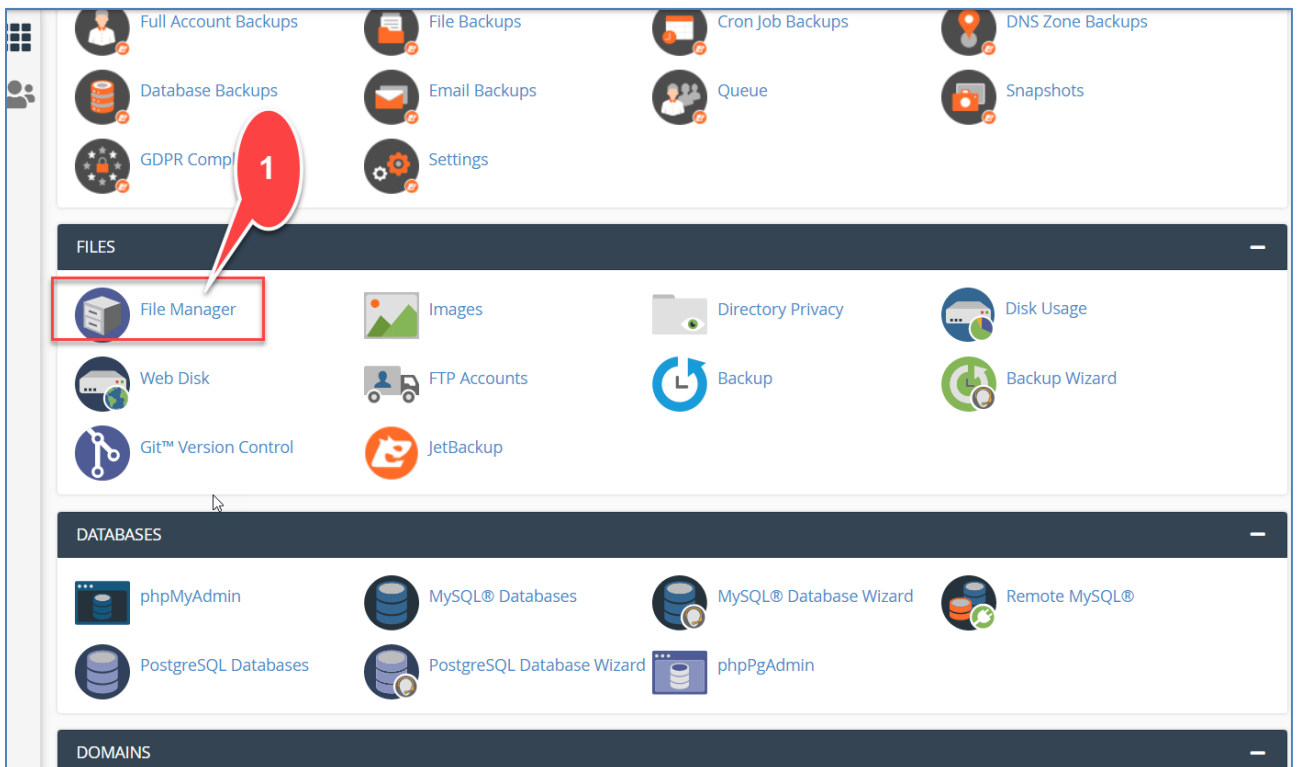 Full Account Backups
File Backups
Cron Job Backups
DNS Zone Backups
Database Backups
Email Backups
Queue
Snapshots
GDPR Compl
1
Settings
FILES
File Manager
Images
Directory Privacy
Disk Usage
Web Disk
FTP Accounts
Backup
Backup Wizard
Git™ Version Control
JetBackup
DATABASES
phpMyAdmin
MySQL® Databases
MySQL® Database Wizard
Remote MySQL®
PostgreSQL Databases
PostgreSQL Database Wizard
phpPgAdmin
DOMAINS